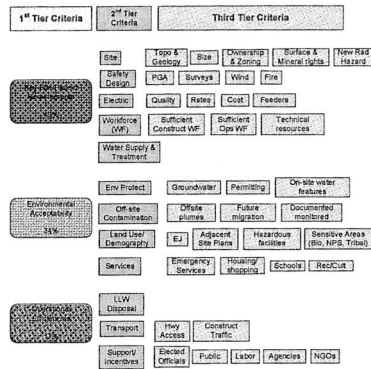 1st Tier Criteria
2nd Tier Criteria
Third Tier Criteria
Site
Topo & Geology
Size
Ownership & Zoning
Surface & Mineral rights
New Rad Hazard
Safety Design
PGA
Surveys
Wind
Fire
Electric
Quality
Rates
Cost
Feeders
Workforce (WF)
Sufficient Construct WF
Sufficient Ops WF
Technical resources
Water Supply & Treatment
Environmental Acceptability
Env Protect
Groundwater
Permitting
On-site water features
Off-site Contamination
Offsite plumes
Future migration
Documented monitored
Land Use/ Demography
EJ
Adjacent Site Plans
Hazardous facilities
Sensitive Areas (Bio, NPS, Tribal)
Services
Emergency Services
Housing/ shopping
Schools
Rec/Cult
LLW Disposal
Transport
Hwy Access
Construct Traffic
Support/ Incentives
Elected Officials
Public
Labor
Agencies
NGOs